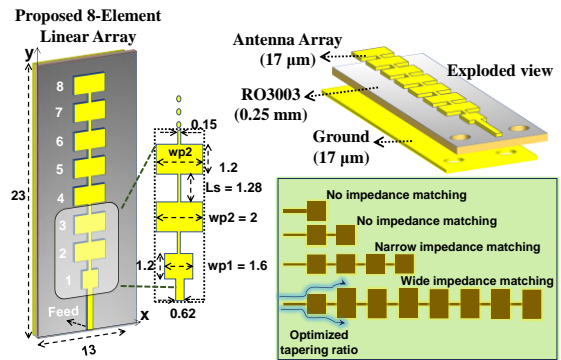 Proposed 8-Element
Linear Array
y
8
7
6
5
4
3
2
1
23
Feed
x
13
0.15
wp2
1.2
Ls = 1.28
wp2 = 2
1.2
wp1 = 1.6
0.62
Antenna Array
(17 μm)
Exploded view
RO3003
(0.25 mm)
Ground
(17 μm)
No impedance matching
No impedance matching
Narrow impedance matching
Wide impedance matching
Optimized
tapering ratio